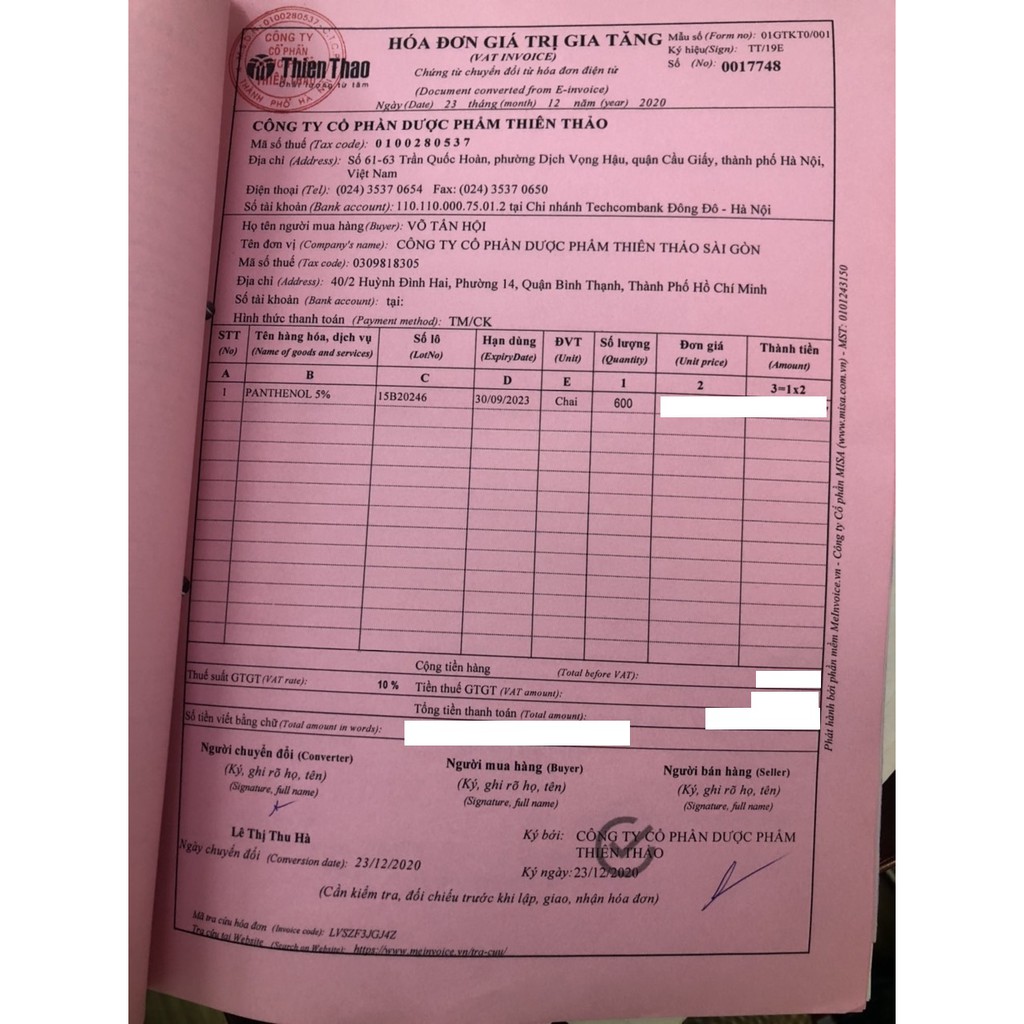 M.S.D.N: 0100280537-C.T.C.P
CÔNG TY
CỔ PHẦN
THÀNH PHỐ HÀ NỘI
Thien Thao
Chất lượng từ tâm
HÓA ĐƠN GIÁ TRỊ GIA TĂNG
(VAT INVOICE)
Chứng từ chuyển đổi từ hóa đơn điện tử
(Document converted from E-invoice)
Ngày (Date) 23 tháng (month) 12 năm (year) 2020
Mẫu số (Form no): 01GTKT0/001
Ký hiệu(Sign): TT/19E
Số (No): 0017748
CÔNG TY CỔ PHẦN DƯỢC PHẨM THIÊN THẢO
Mã số thuế (Tax code): 0100280537
Địa chỉ (Address): Số 61-63 Trần Quốc Hoàn, phường Dịch Vọng Hậu, quận Cầu Giấy, thành phố Hà Nội,
Việt Nam
Điện thoại (Tel): (024) 3537 0654 Fax: (024) 3537 0650
Số tài khoản (Bank account): 110.110.000.75.01.2 tại Chi nhánh Techcombank Đông Đô - Hà Nội
Họ tên người mua hàng (Buyer): VÕ TẤN HỘI
Tên đơn vị (Company's name): CÔNG TY CỔ PHẦN DƯỢC PHẨM THIÊN THẢO SÀI GÒN
Mã số thuế (Tax code): 0309818305
Địa chỉ (Address): 40/2 Huỳnh Đình Hai, Phường 14, Quận Bình Thạnh, Thành Phố Hồ Chí Minh
Số tài khoản (Bank account): tại:
Hình thức thanh toán (Payment method): TM/CK
STT Tên hàng hóa, dịch vụ Số lô Hạn dùng ĐVT Số lượng Đơn giá Thành tiền
(No) (Name of goods and services) (LotNo) (ExpiryDate) (Unit) (Quantity) (Unit price) (Amount)
A B C D E 1 2 3=1x2
1 PANTHENOL 5% 15B20246 30/09/2023 Chai 600
Cộng tiền hàng (Total before VAT):
Thuế suất GTGT (VAT rate): 10 % Tiền thuế GTGT (VAT amount):
Tổng tiền thanh toán (Total amount):
Số tiền viết bằng chữ (Total amount in words):
Người chuyển đổi (Converter) Người mua hàng (Buyer) Người bán hàng (Seller)
(Ký, ghi rõ họ, tên) (Ký, ghi rõ họ, tên) (Ký, ghi rõ họ, tên)
(Signature, full name) (Signature, full name) (Signature, full name)
Lê Thị Thu Hà
Ngày chuyển đổi (Conversion date): 23/12/2020
Ký bởi: CÔNG TY CỔ PHẦN DƯỢC PHẨM
THIÊN THẢO
Ký ngày: 23/12/2020
(Cần kiểm tra, đối chiếu trước khi lập, giao, nhận hóa đơn)
Mã tra cứu hóa đơn (Invoice code): LVSZF3JGJ4Z
Tra cứu tại Website (Search on Website): https://www.meinvoice.vn/tra-cuu/
Phát hành bởi phần mềm MeInvoice.vn - Công ty Cổ phần MISA (www.misa.com.vn) - MST: 0101243150